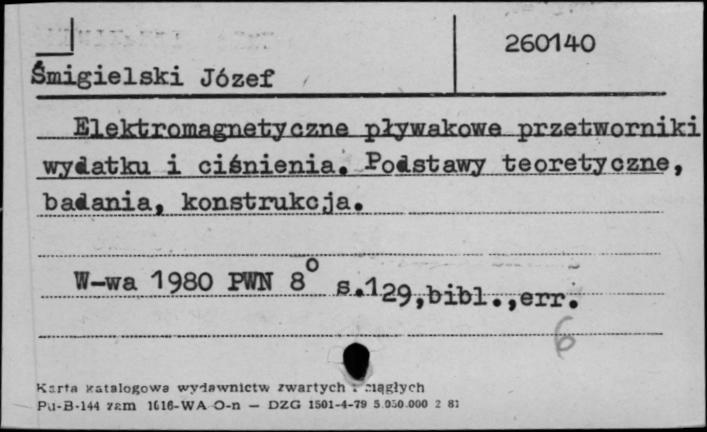 260140
Śmigielski Józef
Elektromagnetyczne pływakowe przetworniki
wydatku i ciśnienia. Podstawy teoretyczne,
badania, konstrukcja.
W-wa 1980 PWN 8° s.129,bibl.,err.
6
Karta katalogowa wydawnictw zwartych i ciągłych
Pu-B-144 zam 1616-WA O-n — DZG 1501-4-79 5.050.000 2 81